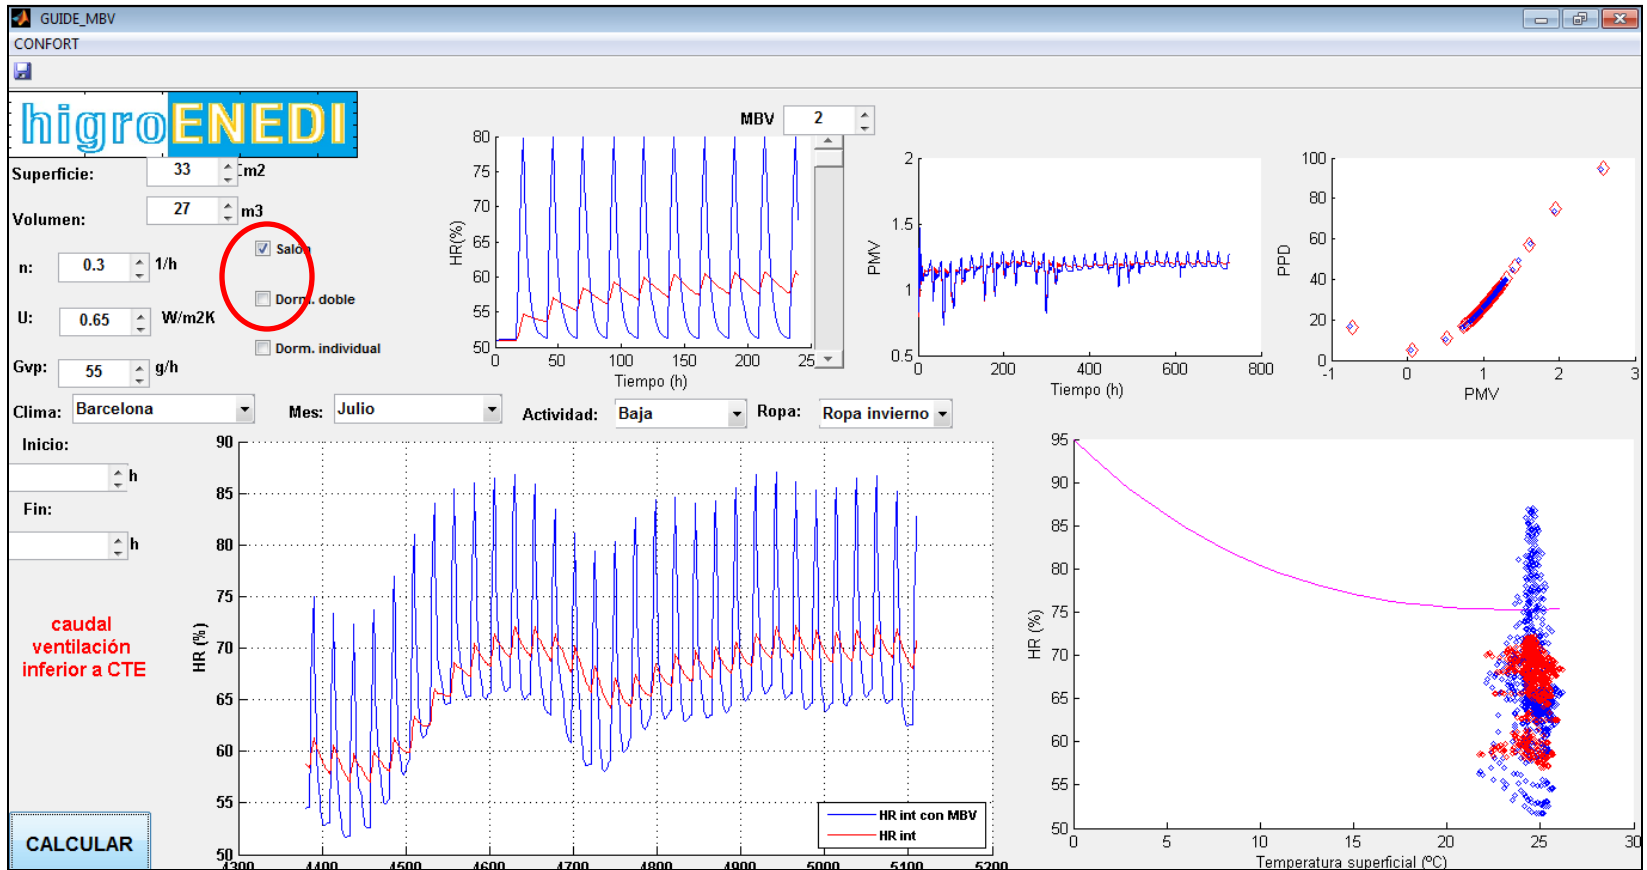 GUIDE_MBV
CONFORT
higroENEDI
MBV 2
Superficie: 33 m2
Volumen: 27 m3
Salón
n: 0.3 1/h
Dorm. doble
U: 0.65 W/m2K
Dorm. individual
Gvp: 55 g/h
80
75
70
65
60
55
50
HR(%)
0 50 100 150 200 25
Tiempo (h)
2
1.5
1
0.5
PMV
0 200 400 600 800
Tiempo (h)
100
80
60
40
20
0
PPD
-1 0 1 2 3
PMV
Clima: Barcelona Mes: Julio Actividad: Baja Ropa: Ropa invierno
Inicio:
h
Fin:
h
caudal
ventilación
inferior a CTE
CALCULAR
90
85
80
75
70
65
60
55
50
HR (%)
HR int con MBV
HR int
4300 4400 4500 4600 4700 4800 4900 5000 5100 5200
95
90
85
80
75
70
65
60
55
50
HR (%)
0 5 10 15 20 25 30
Temperatura superficial (ºC)